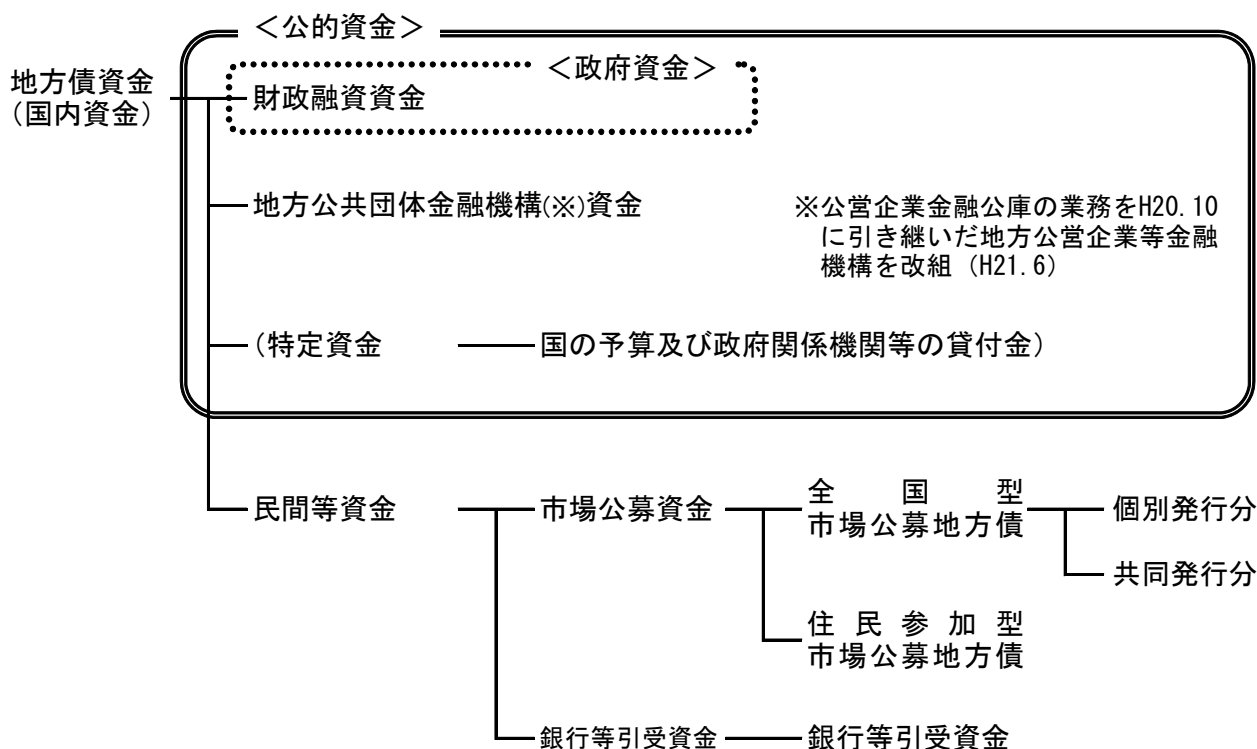 ＜公的資金＞
地方債資金
（国内資金）
＜政府資金＞
財政融資資金
地方公共団体金融機構(※)資金
※公営企業金融公庫の業務をH20.10
に引き継いだ地方公営企業等金融
機構を改組（H21.6）
（特定資金 国の予算及び政府関係機関等の貸付金）
民間等資金 市場公募資金
全国型
市場公募地方債
個別発行分
共同発行分
住民参加型
市場公募地方債
銀行等引受資金 銀行等引受資金